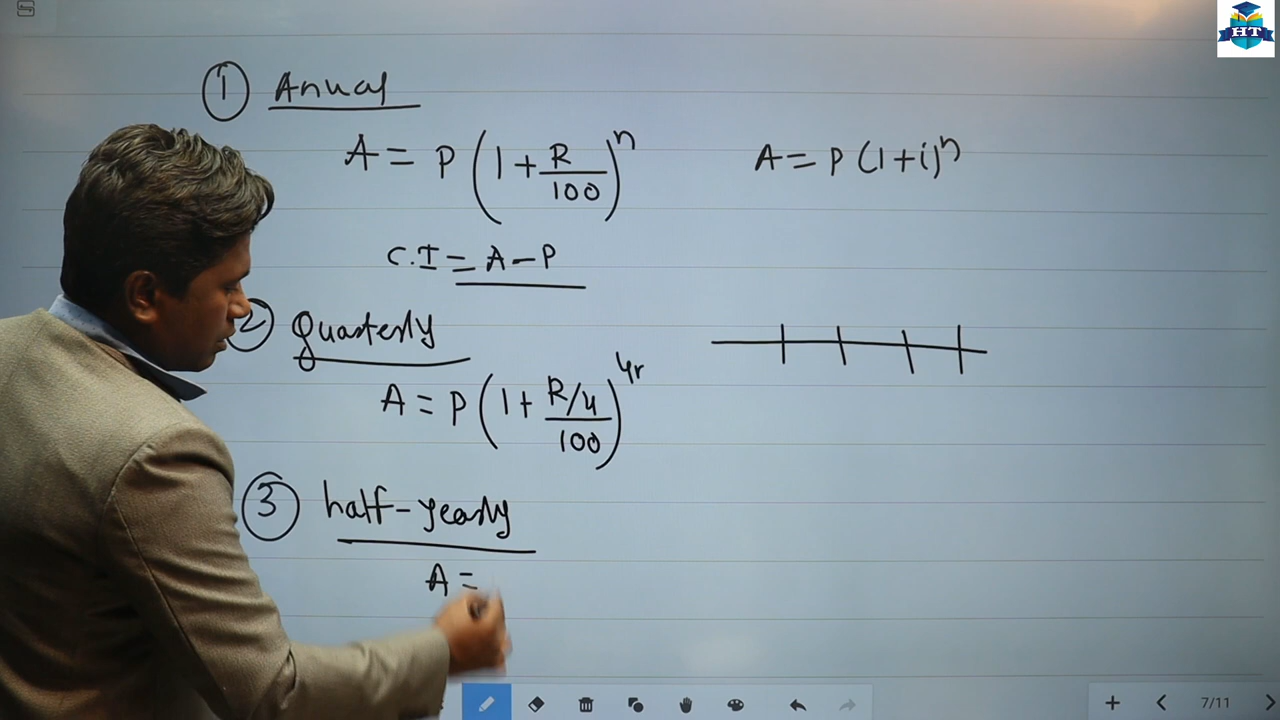 HT
① Anual
A = P (1 + R/100)^n
A = P (1 + i)^n
C.I = A - P
② Quarterly
A = P (1 + (R/4)/100)^4r
③ half-yearly
A =
7/11